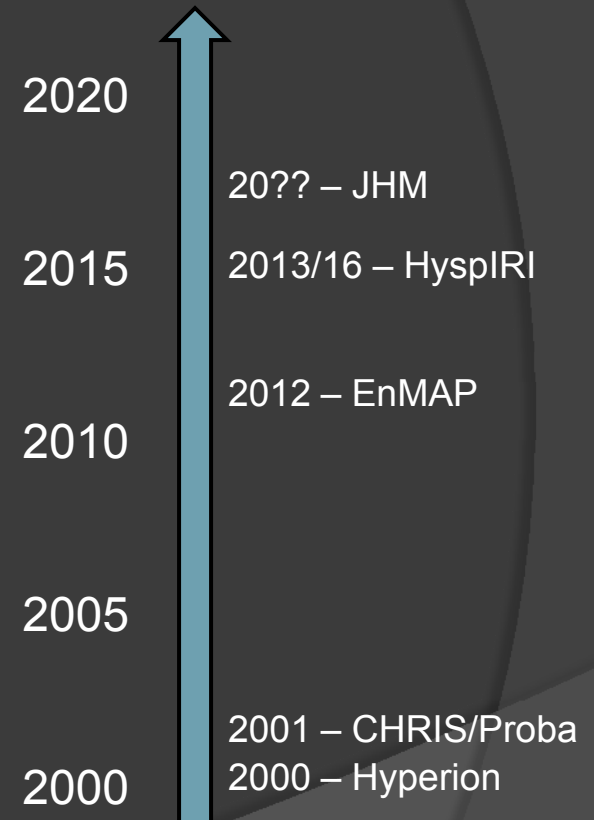 2020
20?? – JHM
2015
2013/16 – HyspIRI
2012 – EnMAP
2010
2005
2001 – CHRIS/Proba
2000
2000 – Hyperion